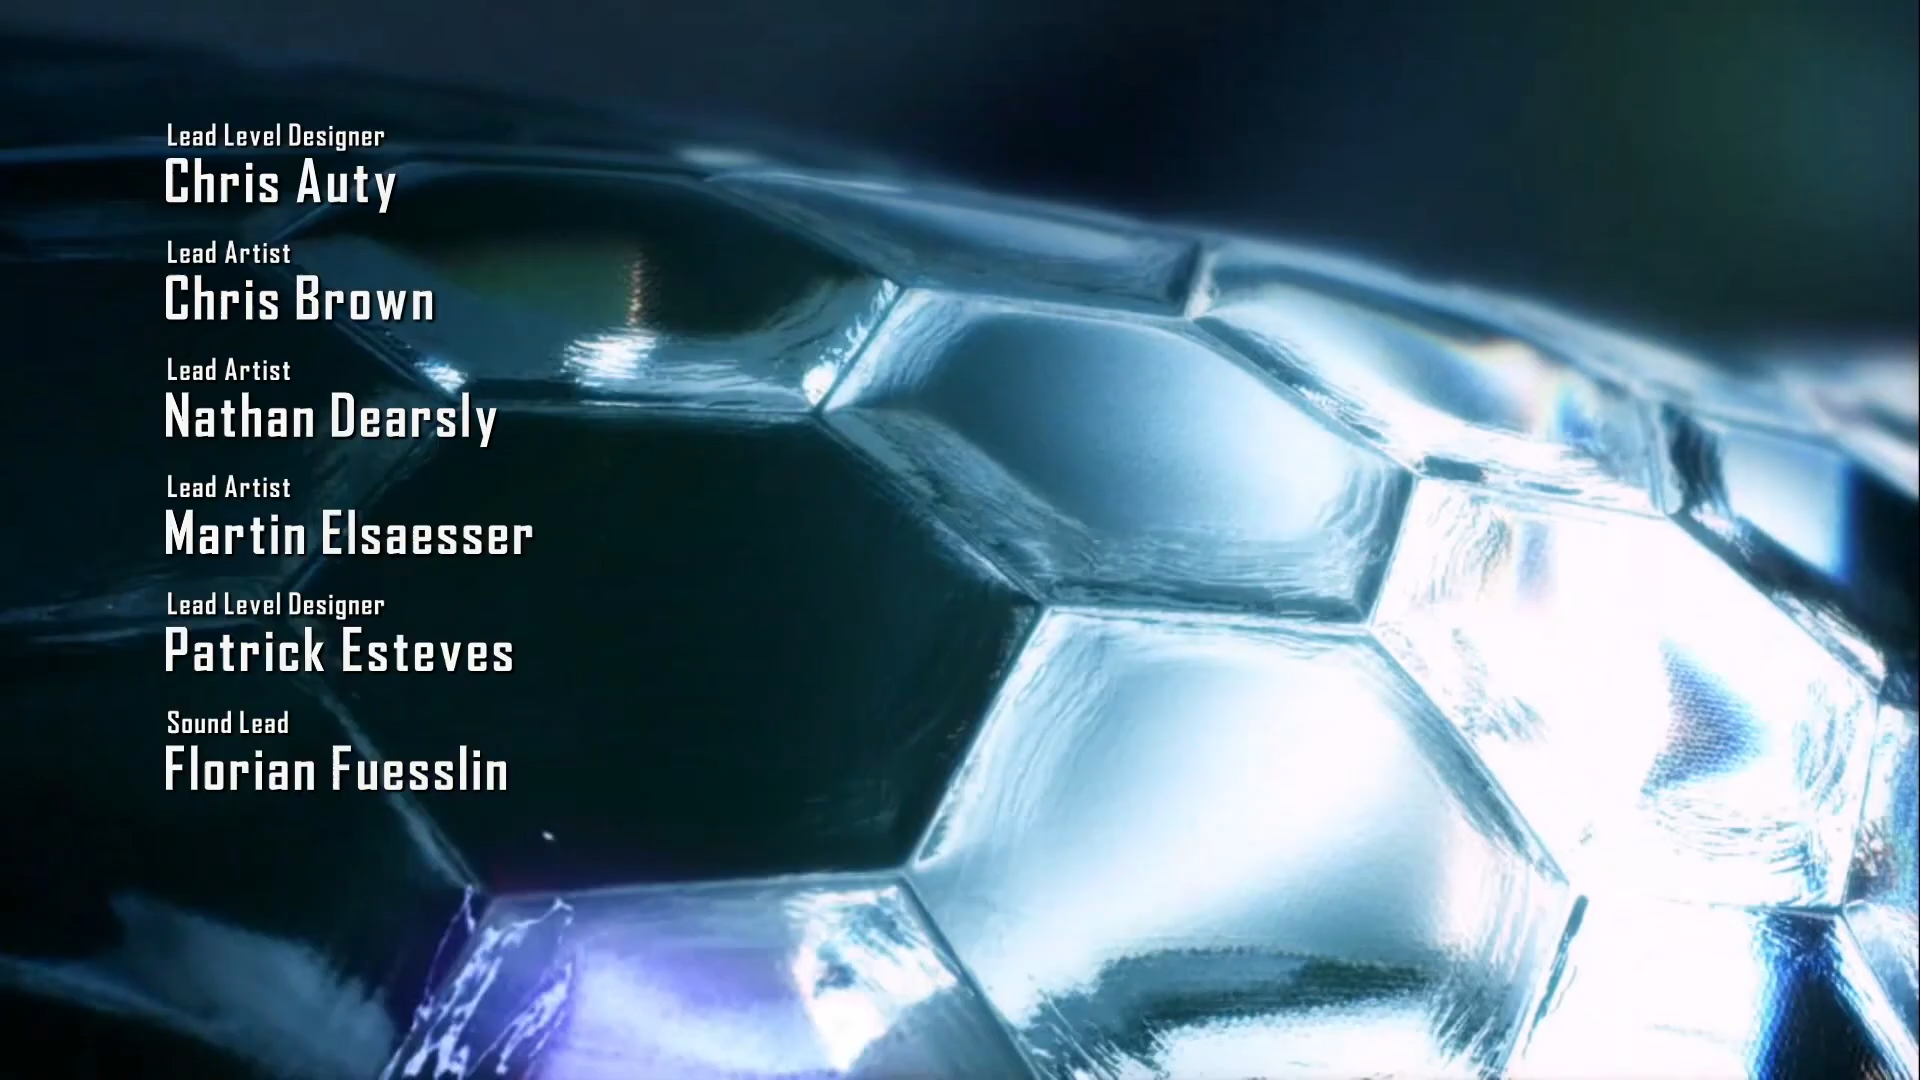 Lead Level Designer
Chris Auty
Lead Artist
Chris Brown
Lead Artist
Nathan Dearsly
Lead Artist
Martin Elsaesser
Lead Level Designer
Patrick Esteves
Sound Lead
Florian Fuesslin